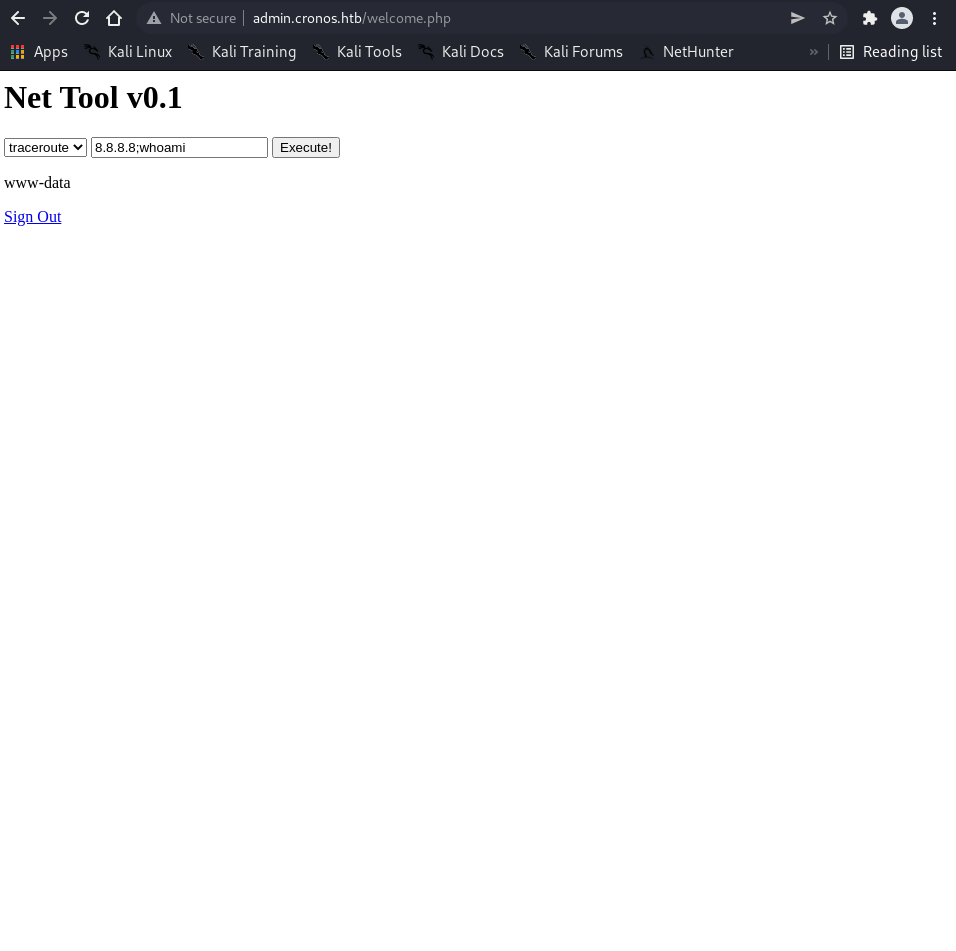 Not secure admin.cronos.htb/welcome.php
Apps Kali Linux Kali Training Kali Tools Kali Docs Kali Forums NetHunter » Reading list
Net Tool v0.1
traceroute 8.8.8.8;whoami Execute!
www-data
Sign Out